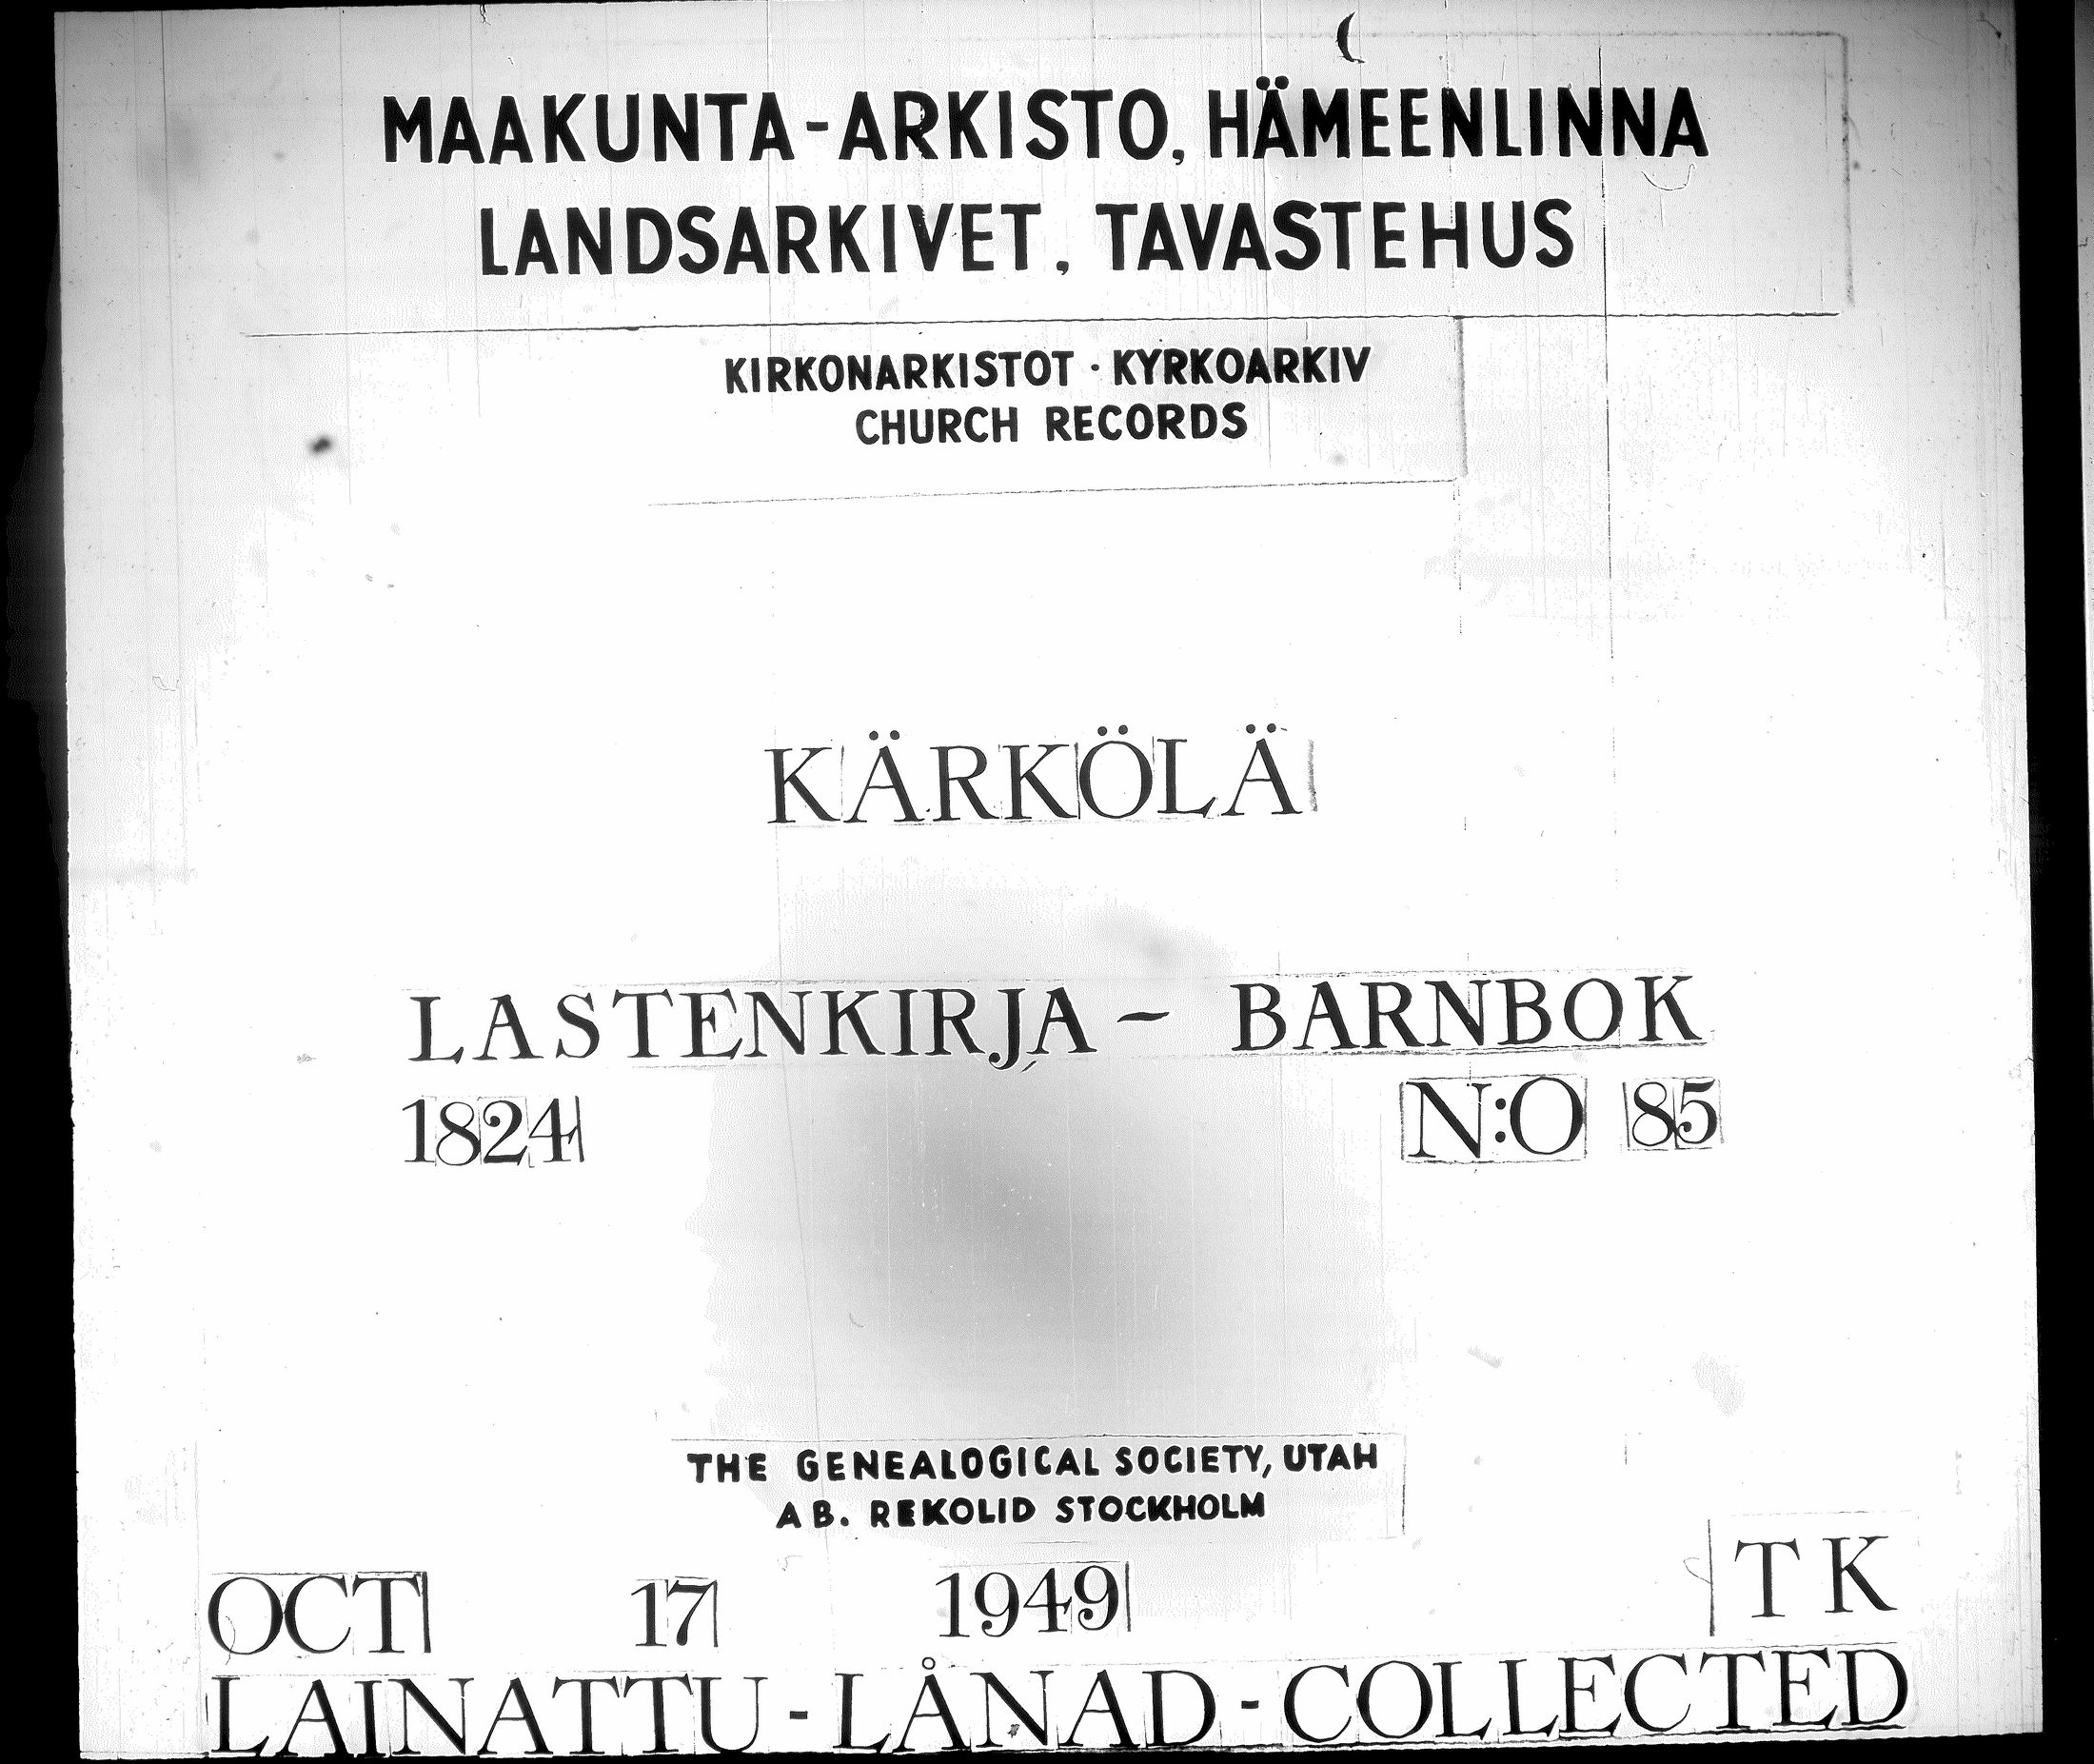 MAAKUNTA-ARKISTO, HÄMEENLINNA
LANDSARKIVET, TAVASTEHUS
KIRKONARKISTOT · KYRKOARKIV
CHURCH RECORDS
KÄRKÖLÄ
LASTENKIRJA - BARNBOK
1824 N:O 85
THE GENEALOGICAL SOCIETY, UTAH
AB. REKOLID STOCKHOLM
OCT 17 1949 TK
LAINATTU - LÅNAD - COLLECTED